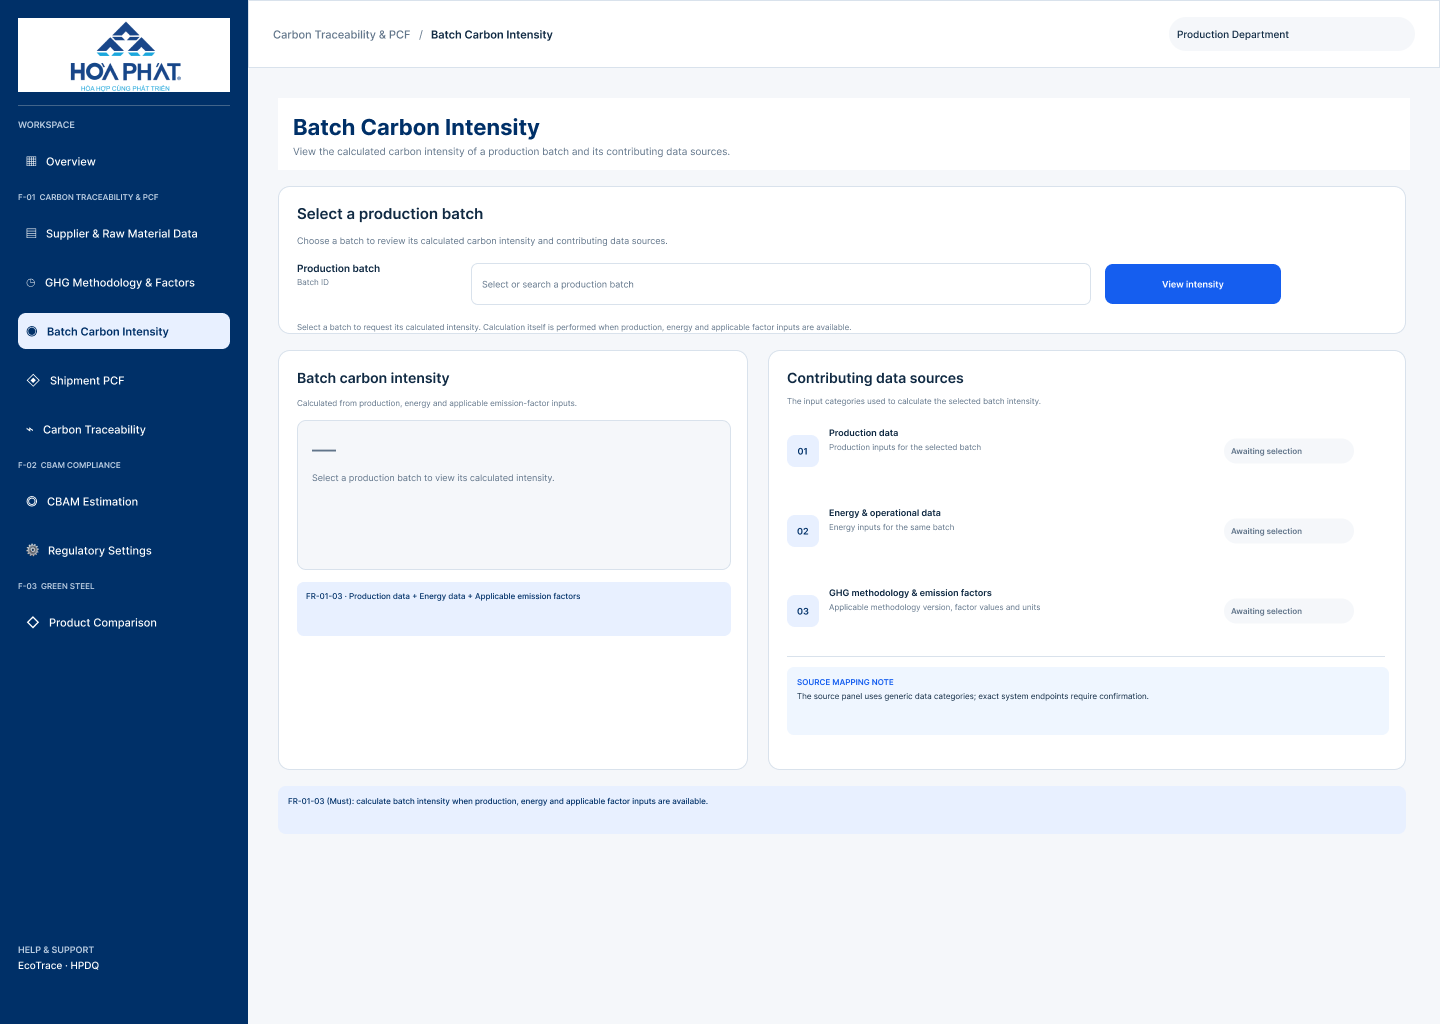 HÒA PHÁT
HÒA HỢP CÙNG PHÁT TRIỂN
WORKSPACE
Overview
F-01 CARBON TRACEABILITY & PCF
Supplier & Raw Material Data
GHG Methodology & Factors
Batch Carbon Intensity
Shipment PCF
Carbon Traceability
F-02 CBAM COMPLIANCE
CBAM Estimation
Regulatory Settings
F-03 GREEN STEEL
Product Comparison
HELP & SUPPORT
EcoTrace · HPDQ
Carbon Traceability & PCF / Batch Carbon Intensity
Production Department
Batch Carbon Intensity
View the calculated carbon intensity of a production batch and its contributing data sources.
Select a production batch
Choose a batch to review its calculated carbon intensity and contributing data sources.
Production batch
Batch ID
Select or search a production batch
View intensity
Select a batch to request its calculated intensity. Calculation itself is performed when production, energy and applicable factor inputs are available.
Batch carbon intensity
Calculated from production, energy and applicable emission-factor inputs.
—
Select a production batch to view its calculated intensity.
FR-01-03 · Production data + Energy data + Applicable emission factors
Contributing data sources
The input categories used to calculate the selected batch intensity.
01
Production data
Production inputs for the selected batch
Awaiting selection
02
Energy & operational data
Energy inputs for the same batch
Awaiting selection
03
GHG methodology & emission factors
Applicable methodology version, factor values and units
Awaiting selection
SOURCE MAPPING NOTE
The source panel uses generic data categories; exact system endpoints require confirmation.
FR-01-03 (Must): calculate batch intensity when production, energy and applicable factor inputs are available.